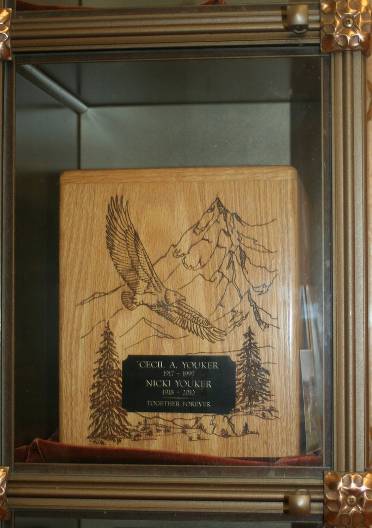 CECIL A. YOUKER
1917 - 1997
NICKI YOUKER
1918 - 2010
TOGETHER FOREVER